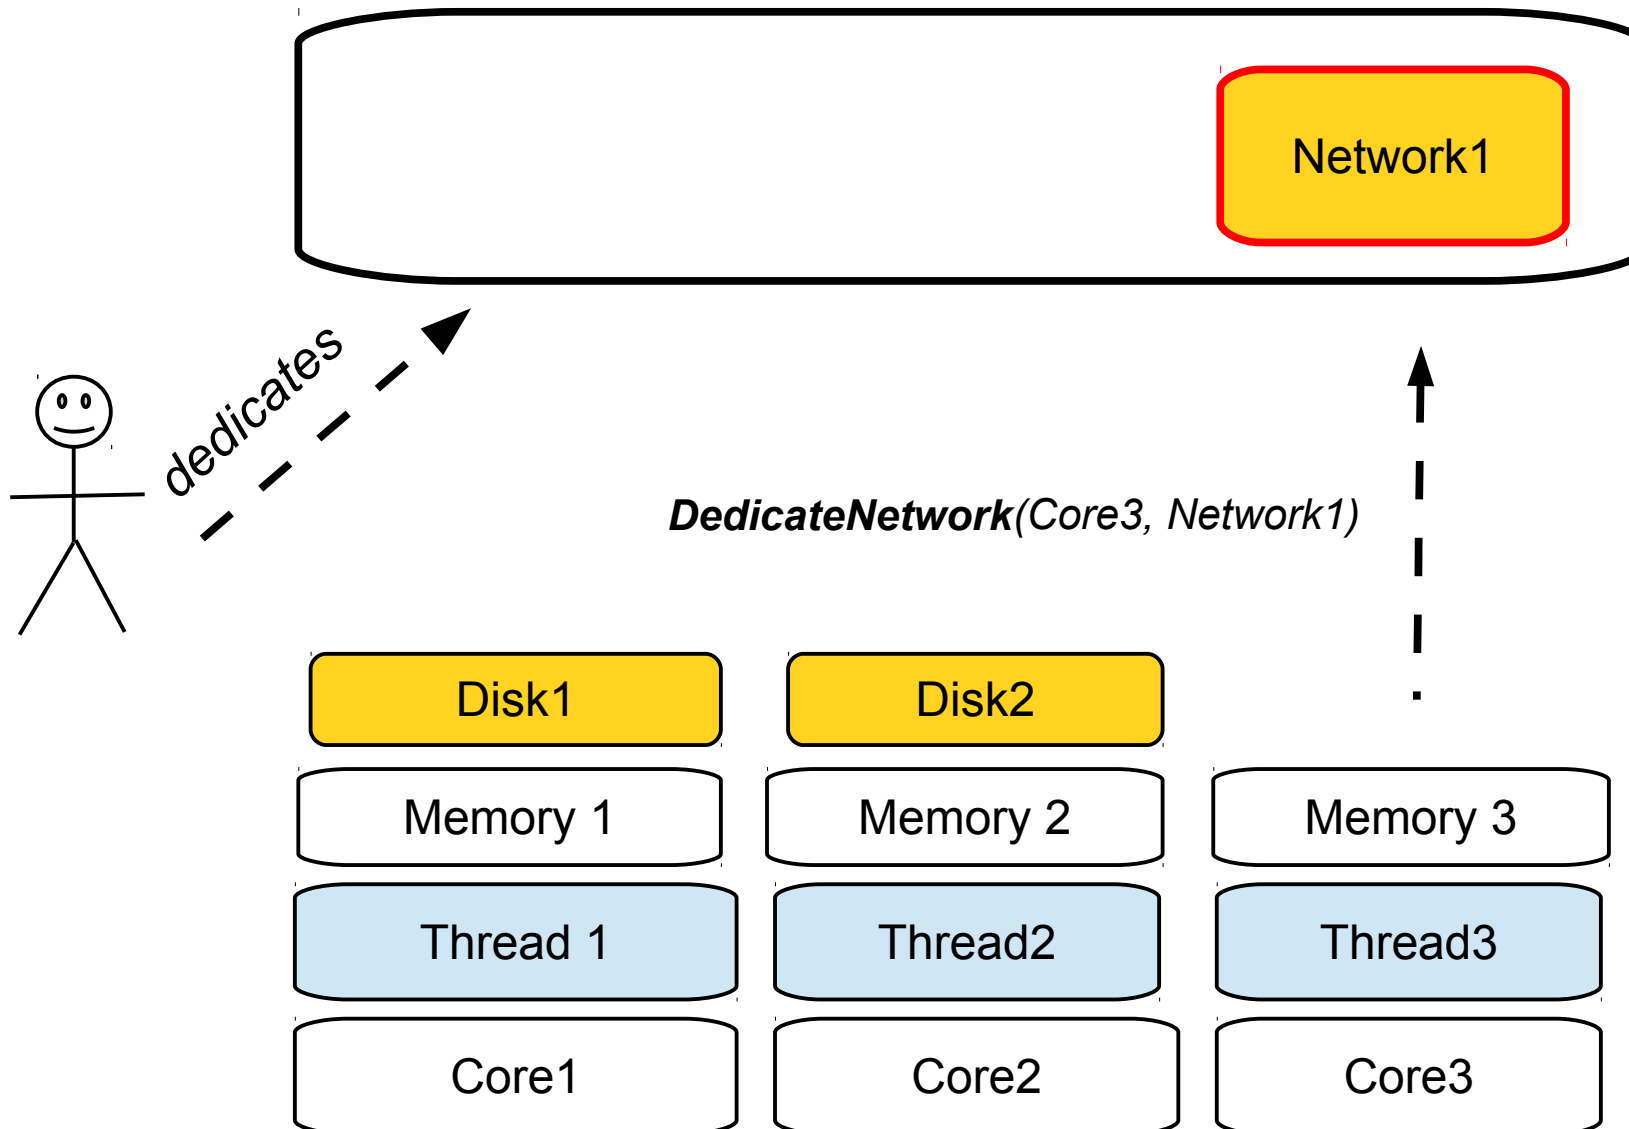 Network1
dedicates
DedicateNetwork(Core3, Network1)
Disk1 Disk2
Memory 1 Memory 2 Memory 3
Thread 1 Thread2 Thread3
Core1 Core2 Core3